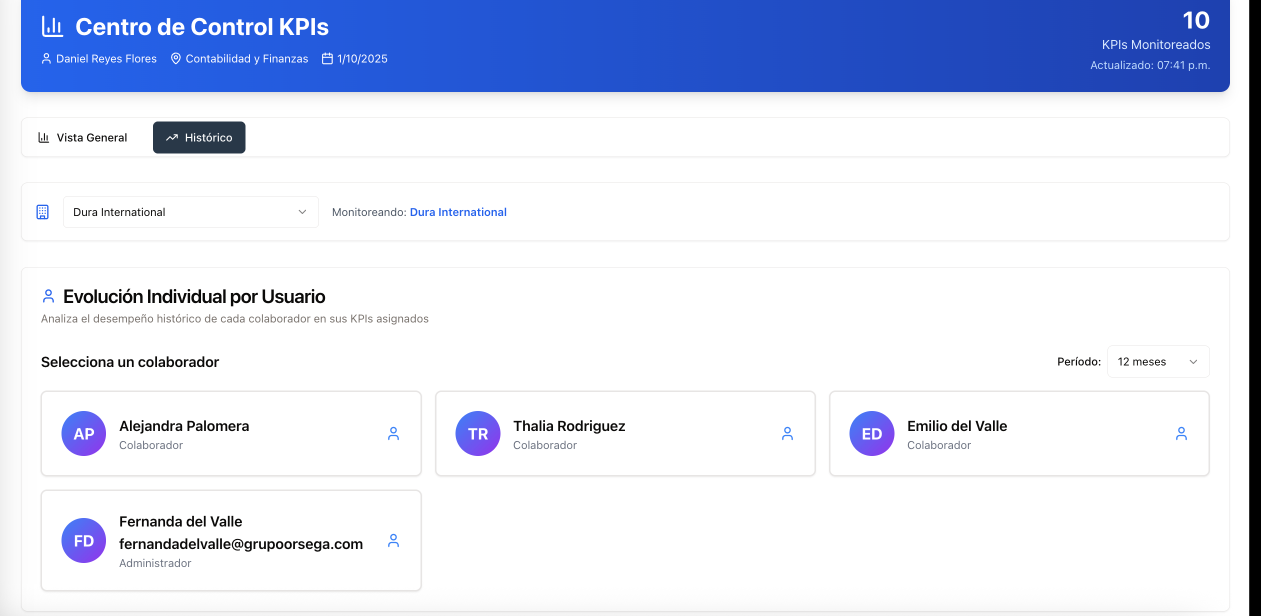 Centro de Control KPIs
Daniel Reyes Flores Contabilidad y Finanzas 1/10/2025
10
KPIs Monitoreados
Actualizado: 07:41 p.m.
Vista General Histórico
Dura International Monitoreando: Dura International
Evolución Individual por Usuario
Analiza el desempeño histórico de cada colaborador en sus KPIs asignados
Selecciona un colaborador Período: 12 meses
AP
Alejandra Palomera
Colaborador
TR
Thalia Rodriguez
Colaborador
ED
Emilio del Valle
Colaborador
FD
Fernanda del Valle
fernandadelvalle@grupoorsega.com
Administrador